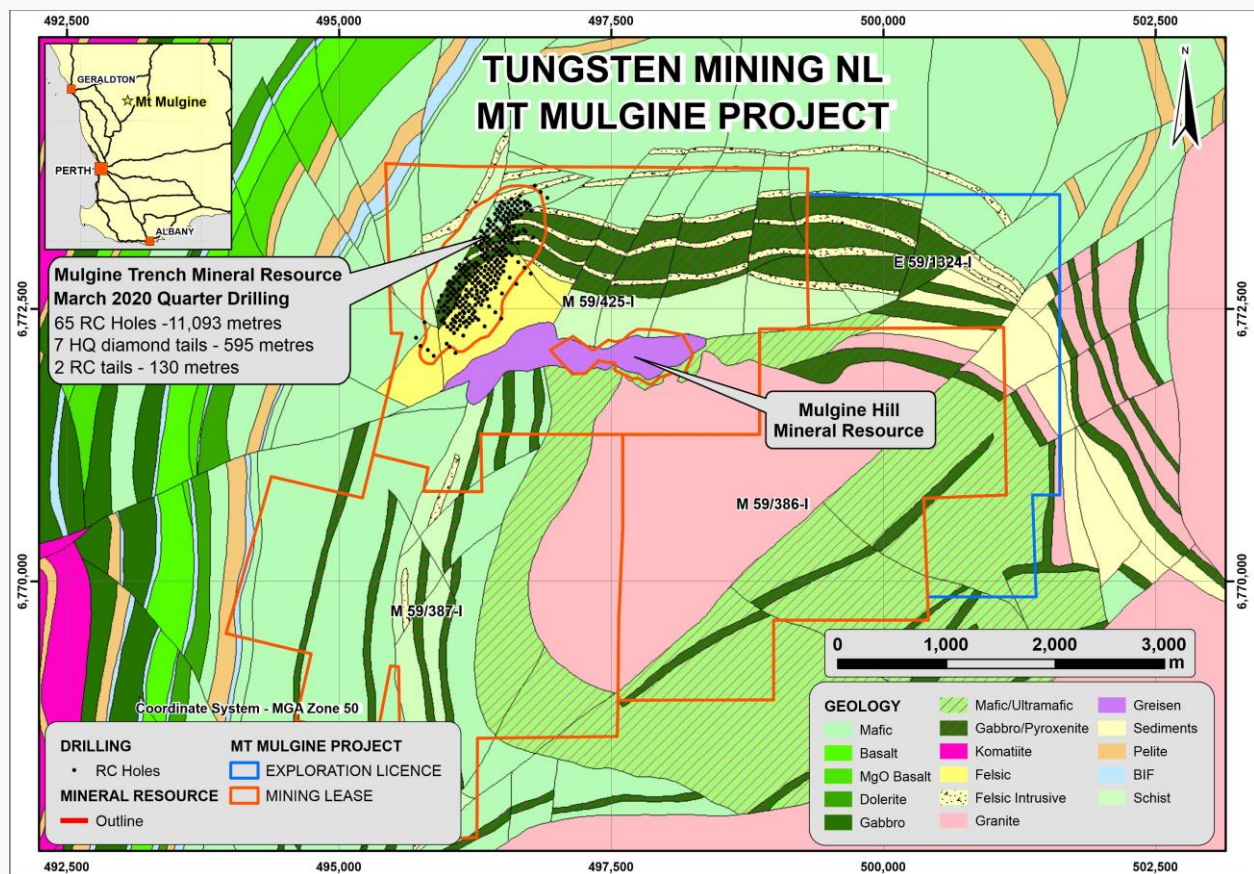 492,500
495,000
497,500
500,000
502,500
TUNGSTEN MINING NL
MT MULGINE PROJECT
N
GERALDTON
Mt Mulgine
PERTH
ALBANY
Mulgine Trench Mineral Resource
March 2020 Quarter Drilling
65 RC Holes -11,093 metres
7 HQ diamond tails - 595 metres
2 RC tails - 130 metres
E 59/1324-I
M 59/425-I
6,772,500
6,772,500
Mulgine Hill
Mineral Resource
M 59/386-I
6,770,000
6,770,000
M 59/387-I
0
1,000
2,000
3,000
m
Coordinate System - MGA Zone 50
DRILLING
RC Holes
MINERAL RESOURCE
Outline
MT MULGINE PROJECT
EXPLORATION LICENCE
MINING LEASE
GEOLOGY
Mafic
Basalt
MgO Basalt
Dolerite
Gabbro
Mafic/Ultramafic
Gabbro/Pyroxenite
Komatiite
Felsic
Felsic Intrusive
Granite
Greisen
Sediments
Pelite
BIF
Schist
492,500
495,000
497,500
500,000
502,500